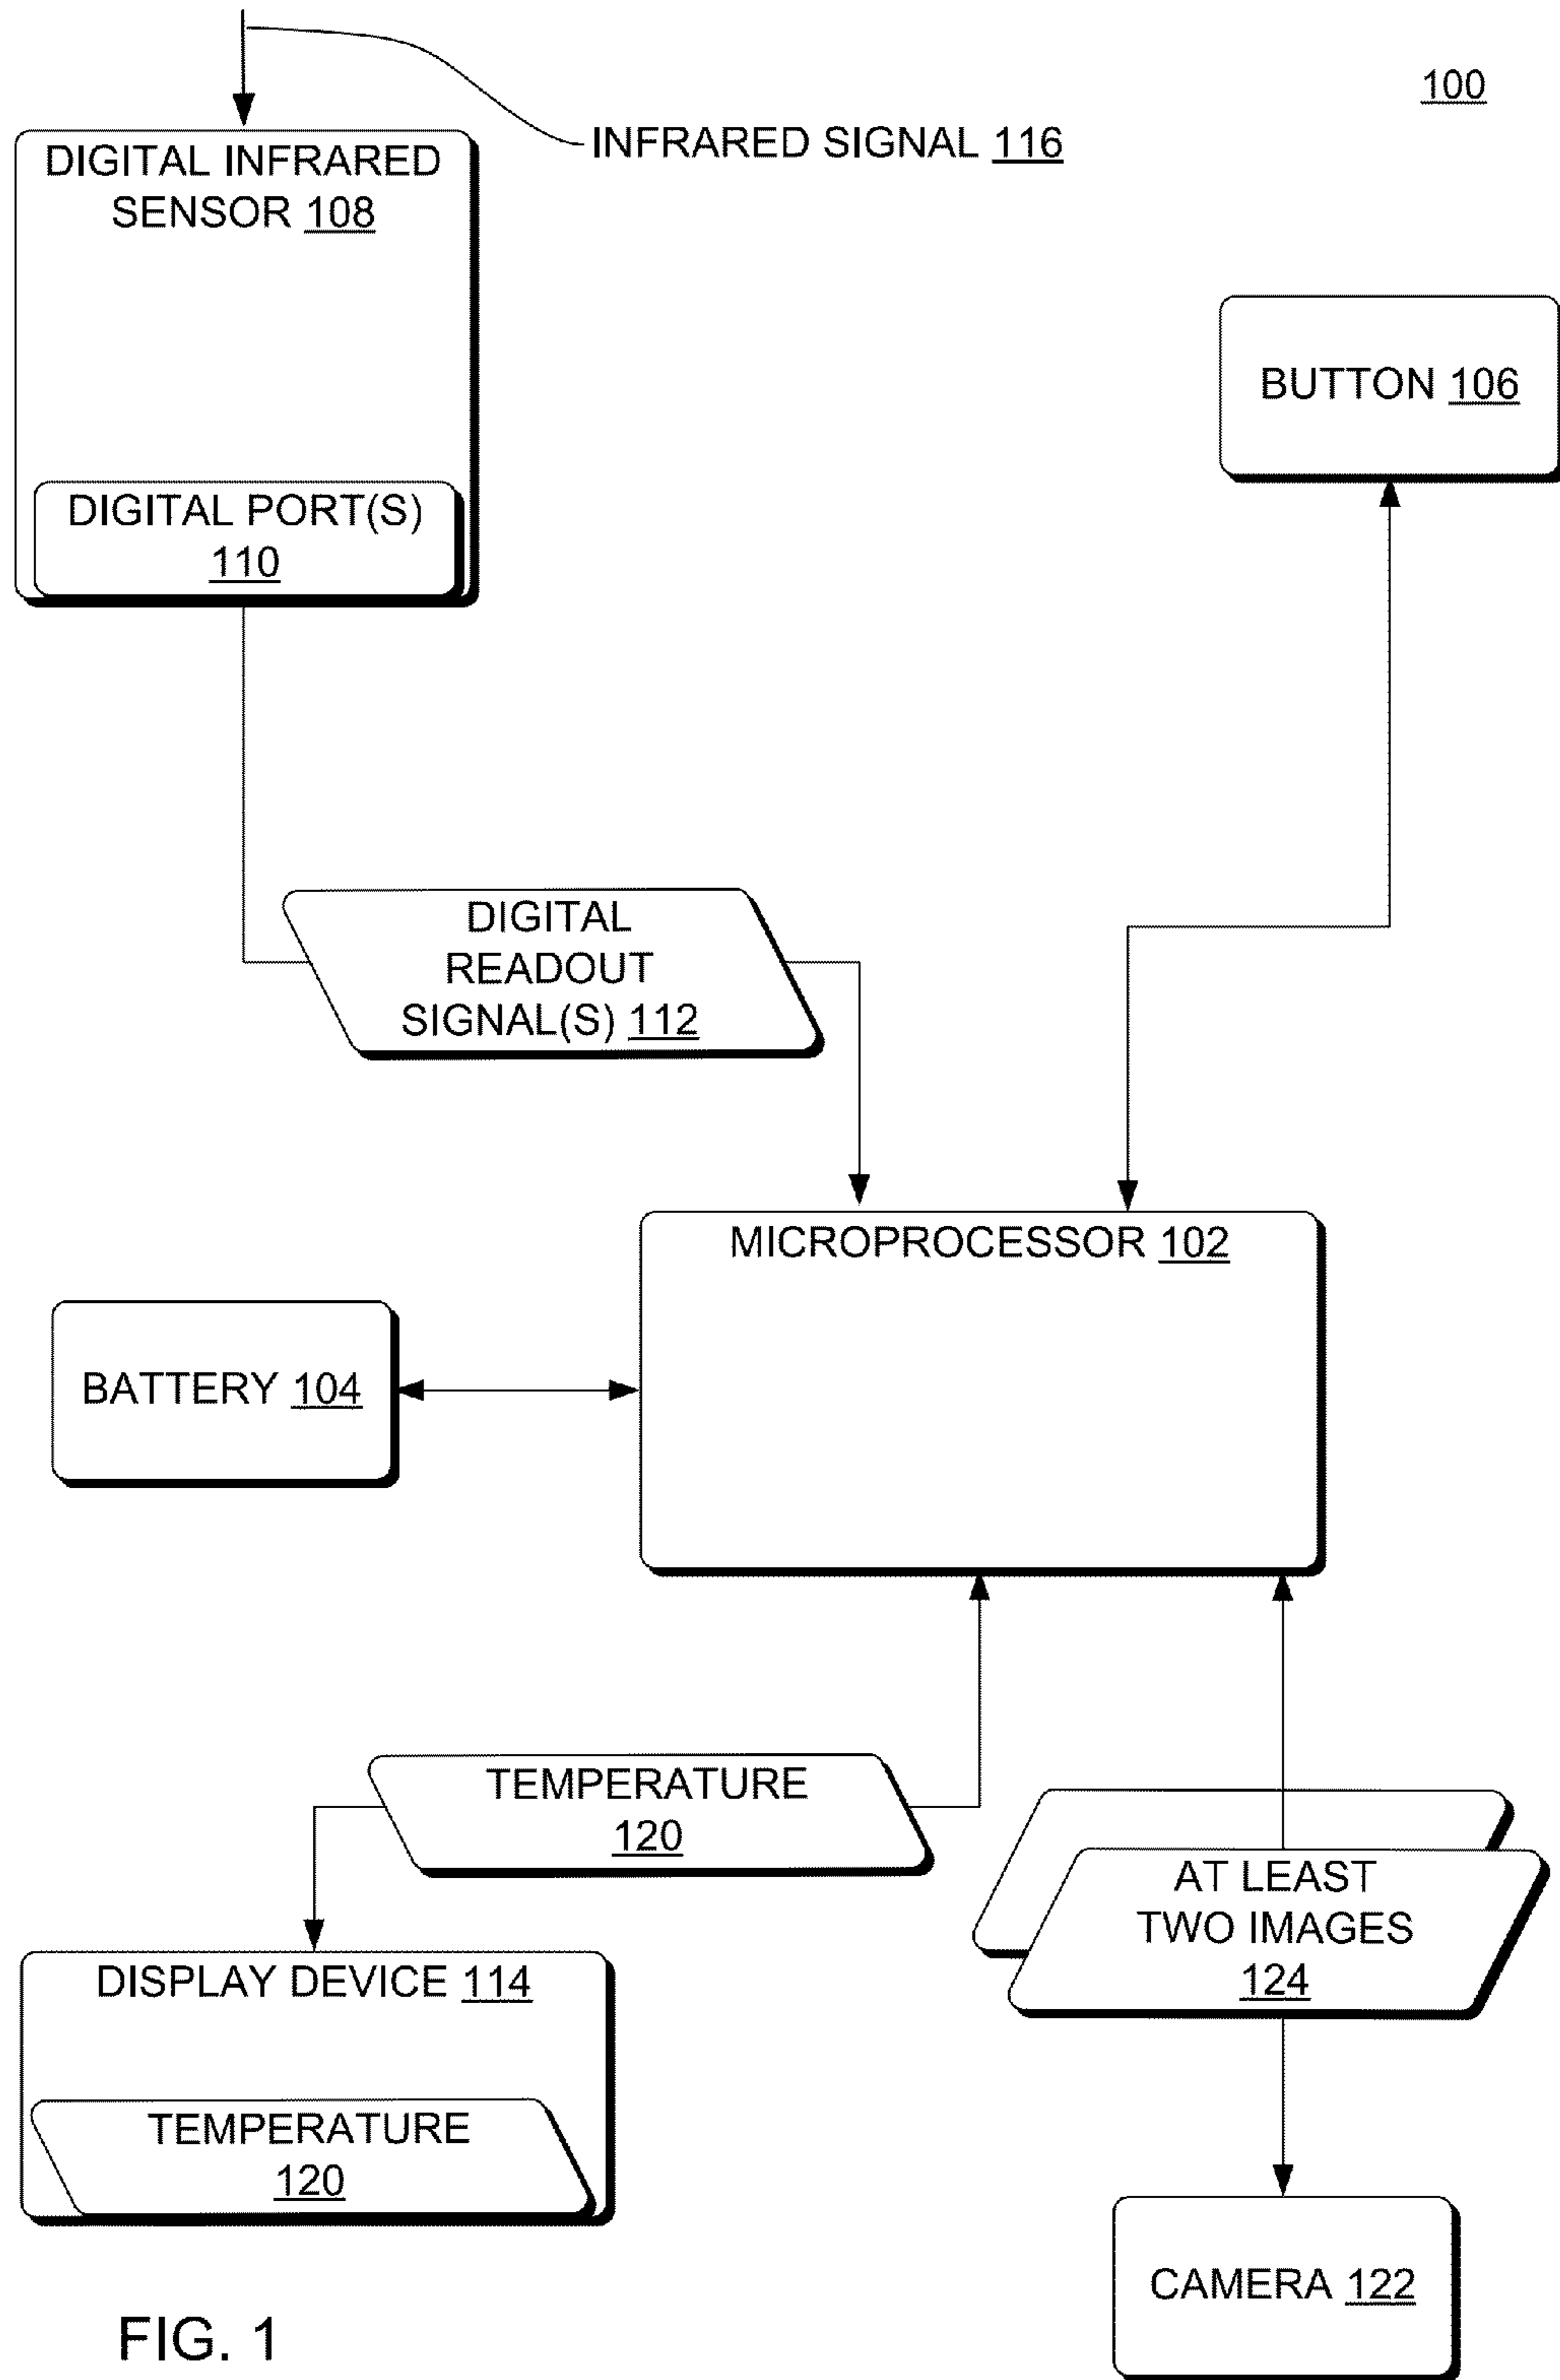 100
INFRARED SIGNAL 116
DIGITAL INFRARED
SENSOR 108
BUTTON 106
DIGITAL PORT(S)
110
DIGITAL
READOUT
SIGNAL(S) 112
MICROPROCESSOR 102
BATTERY 104
TEMPERATURE
120
AT LEAST
TWO IMAGES
124
DISPLAY DEVICE 114
TEMPERATURE
120
CAMERA 122
FIG. 1